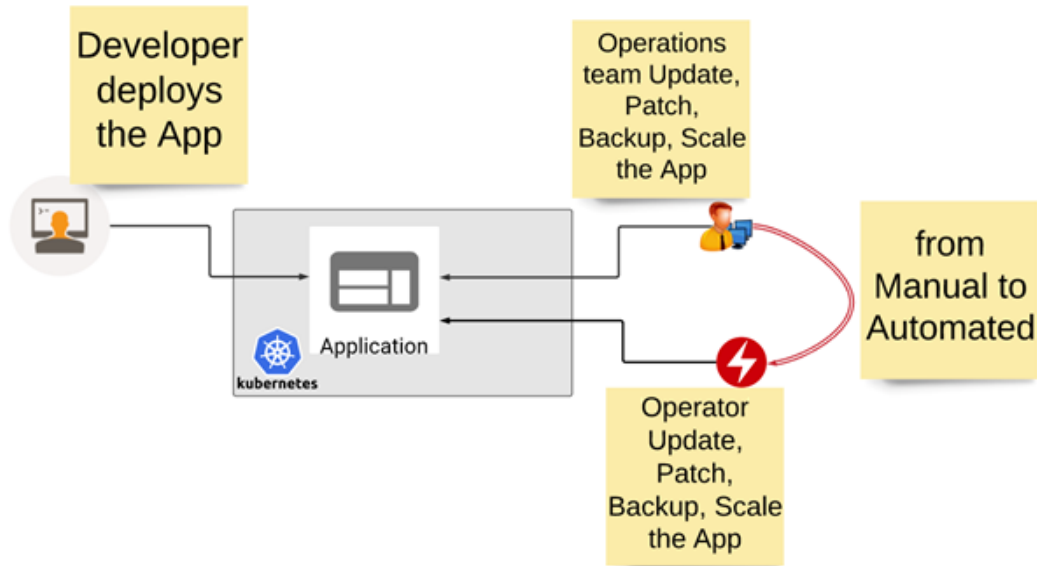 Developer
deploys
the App
Operations
team Update,
Patch,
Backup, Scale
the App
from
Manual to
Automated
Application
kubernetes
Operator
Update,
Patch,
Backup, Scale
the App